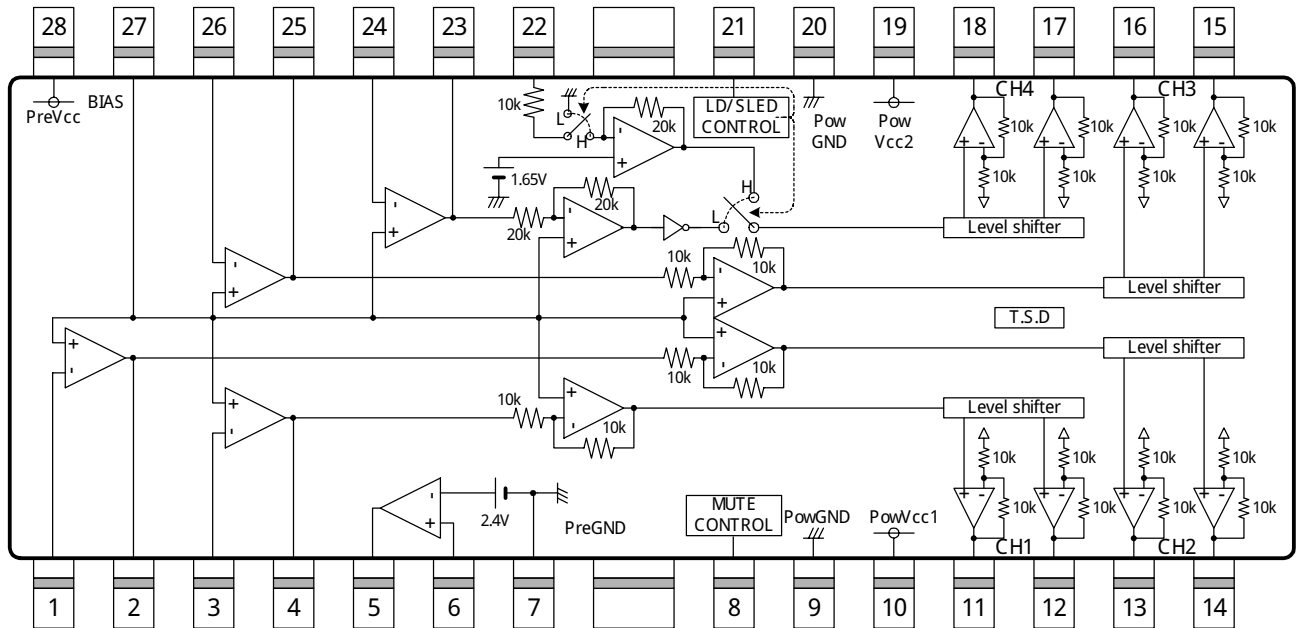 28 27 26 25 24 23 22 21 20 19 18 17 16 15
PreVcc
BIAS
10k
L
H
20k
LD/SLED
CONTROL
Pow
GND
Pow
Vcc2
CH4
CH3
10k 10k 10k 10k
10k 10k
+ - + -
-
+
1.65V
20k
20k
-
+
H
L
Level shifter
-
+
10k
10k
-
+
Level shifter
-
+
T.S.D
+
-
+
-
10k
10k
Level shifter
+
-
10k
+
-
10k
Level shifter
10k 10k 10k 10k
+ - + -
10k 10k 10k 10k
-
+
2.4V
PreGND
MUTE
CONTROL
PowGND
PowVcc1
CH1
CH2
1 2 3 4 5 6 7 8 9 10 11 12 13 14